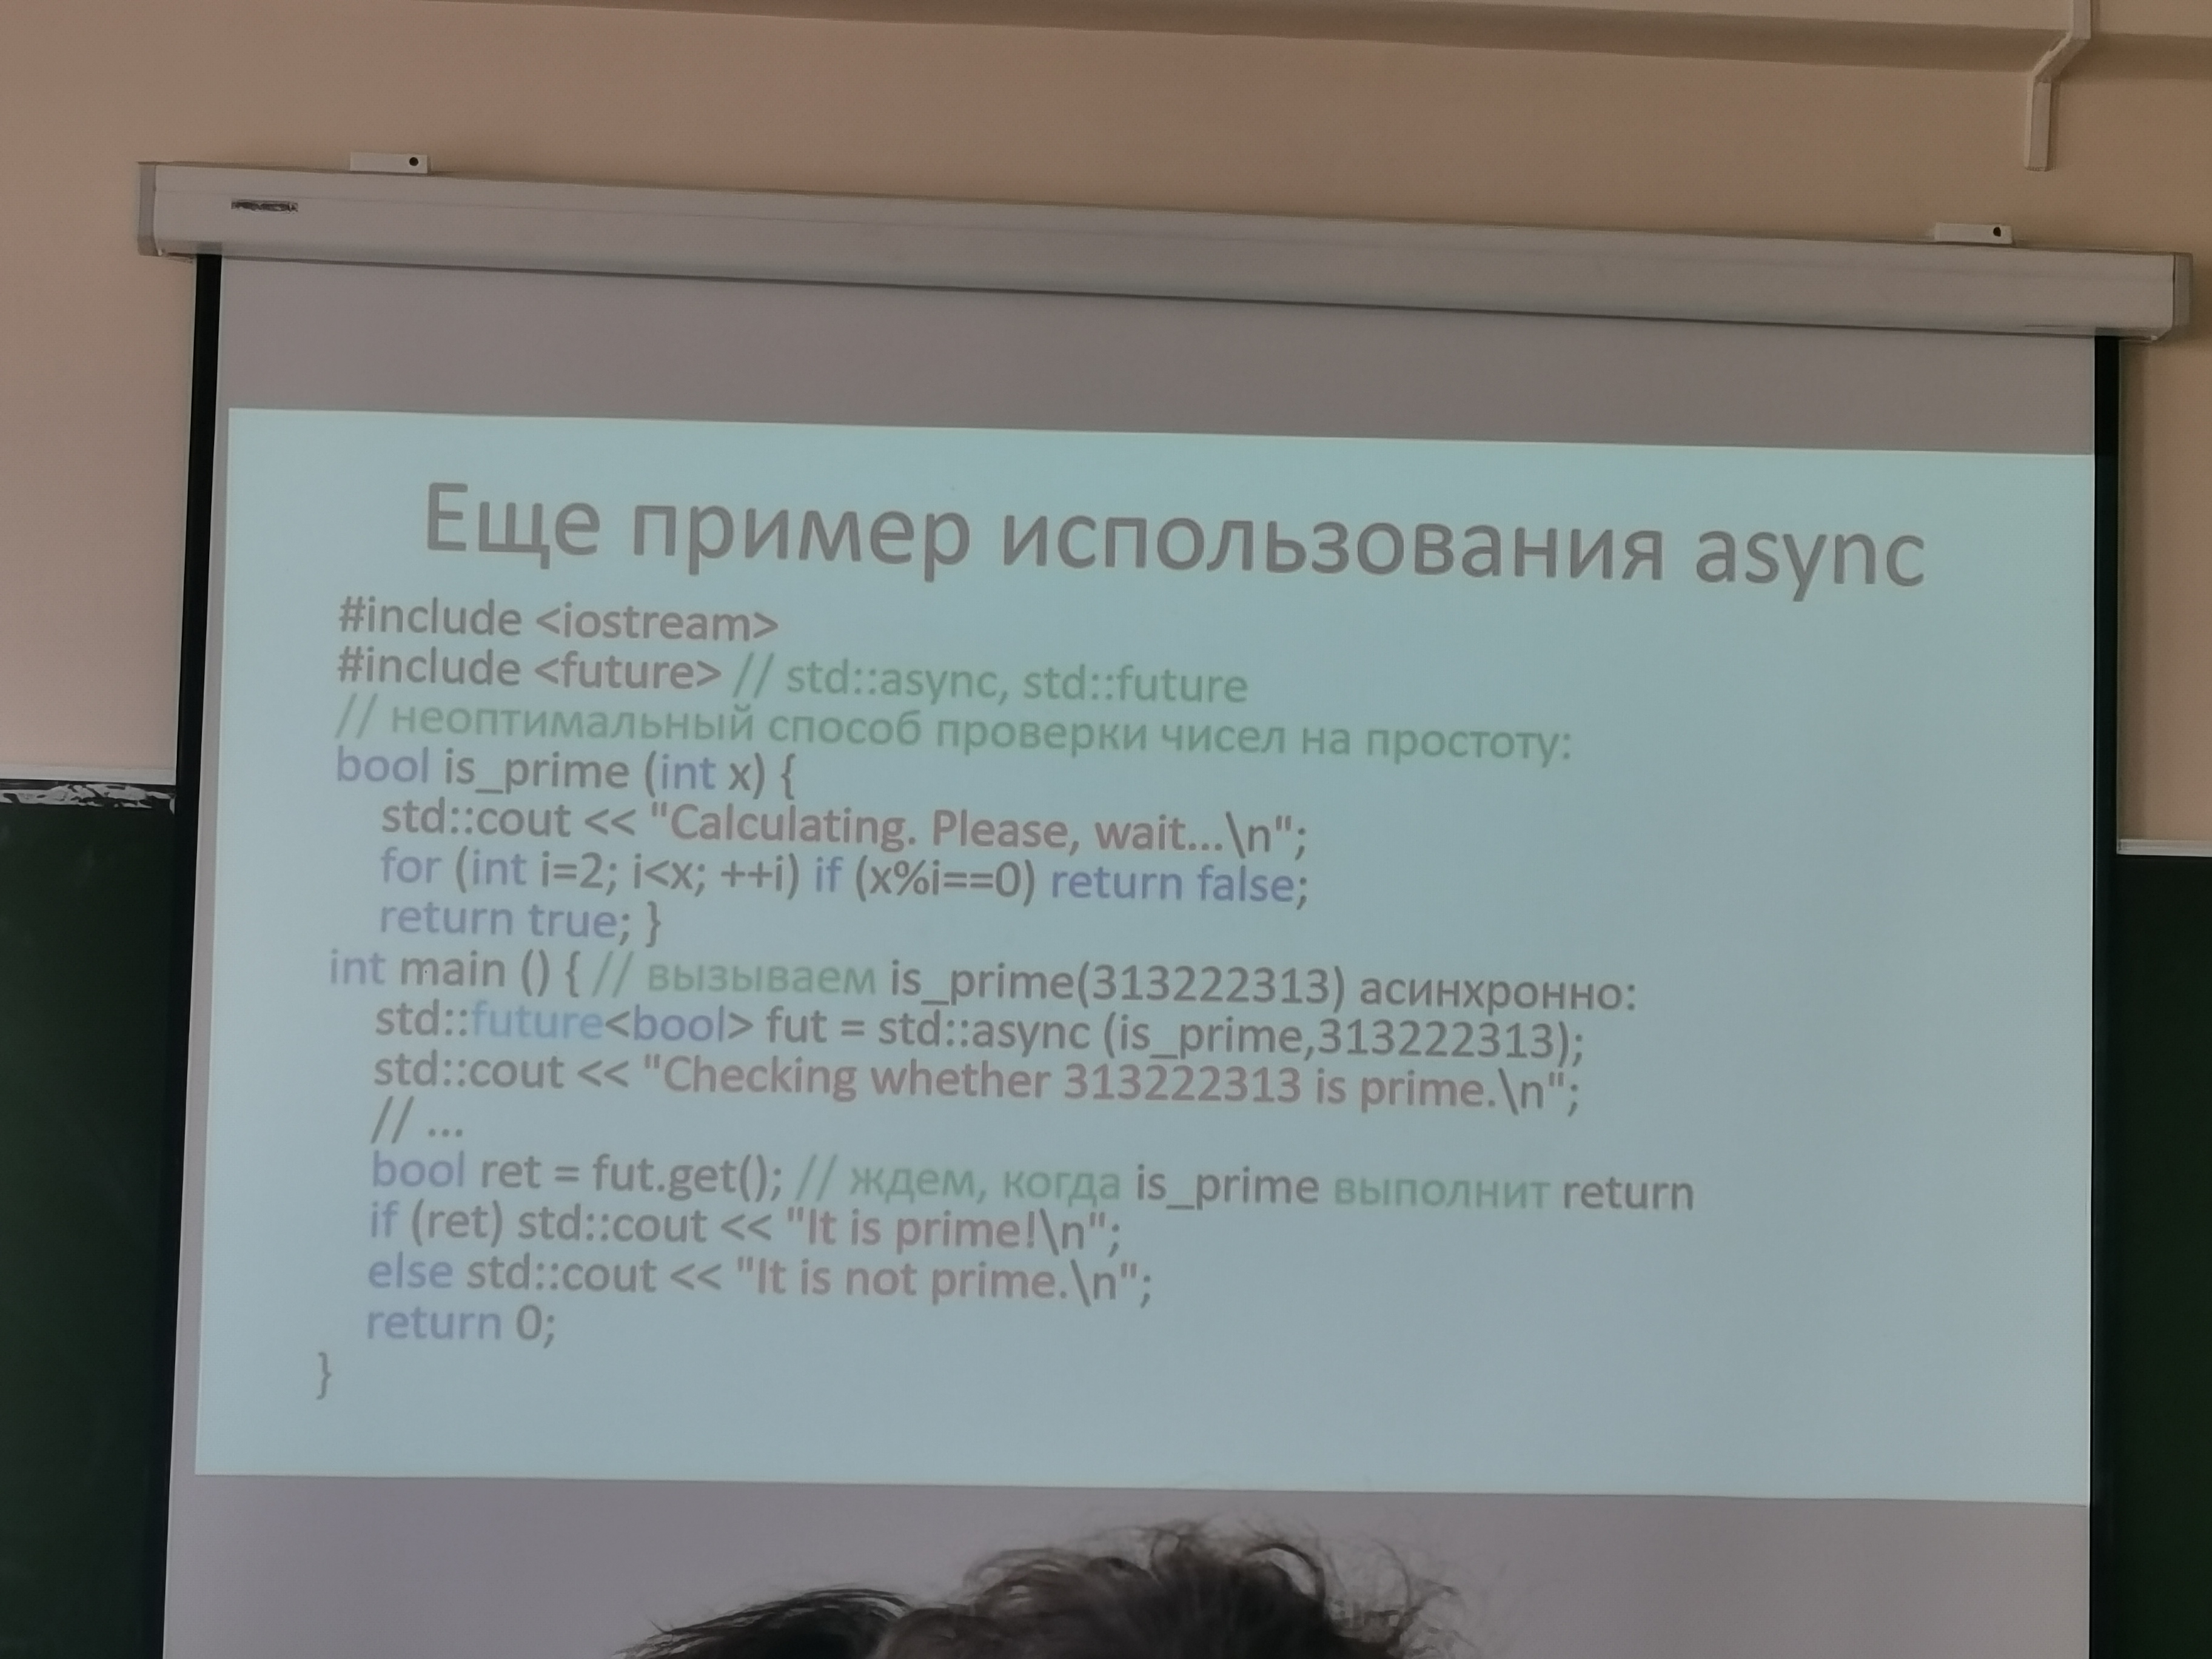 Еще пример использования async
#include <iostream>
#include <future> // std::async, std::future
// неоптимальный способ проверки чисел на простоту:
bool is_prime (int x) {
std::cout << "Calculating. Please, wait...\n";
for (int i=2; i<x; ++i) if (x%i==0) return false;
return true; }
int main () { // вызываем is_prime(313222313) асинхронно:
std::future<bool> fut = std::async (is_prime,313222313);
std::cout << "Checking whether 313222313 is prime.\n";
// ...
bool ret = fut.get(); // ждем, когда is_prime выполнит return
if (ret) std::cout << "It is prime!\n";
else std::cout << "It is not prime.\n";
return 0;
}